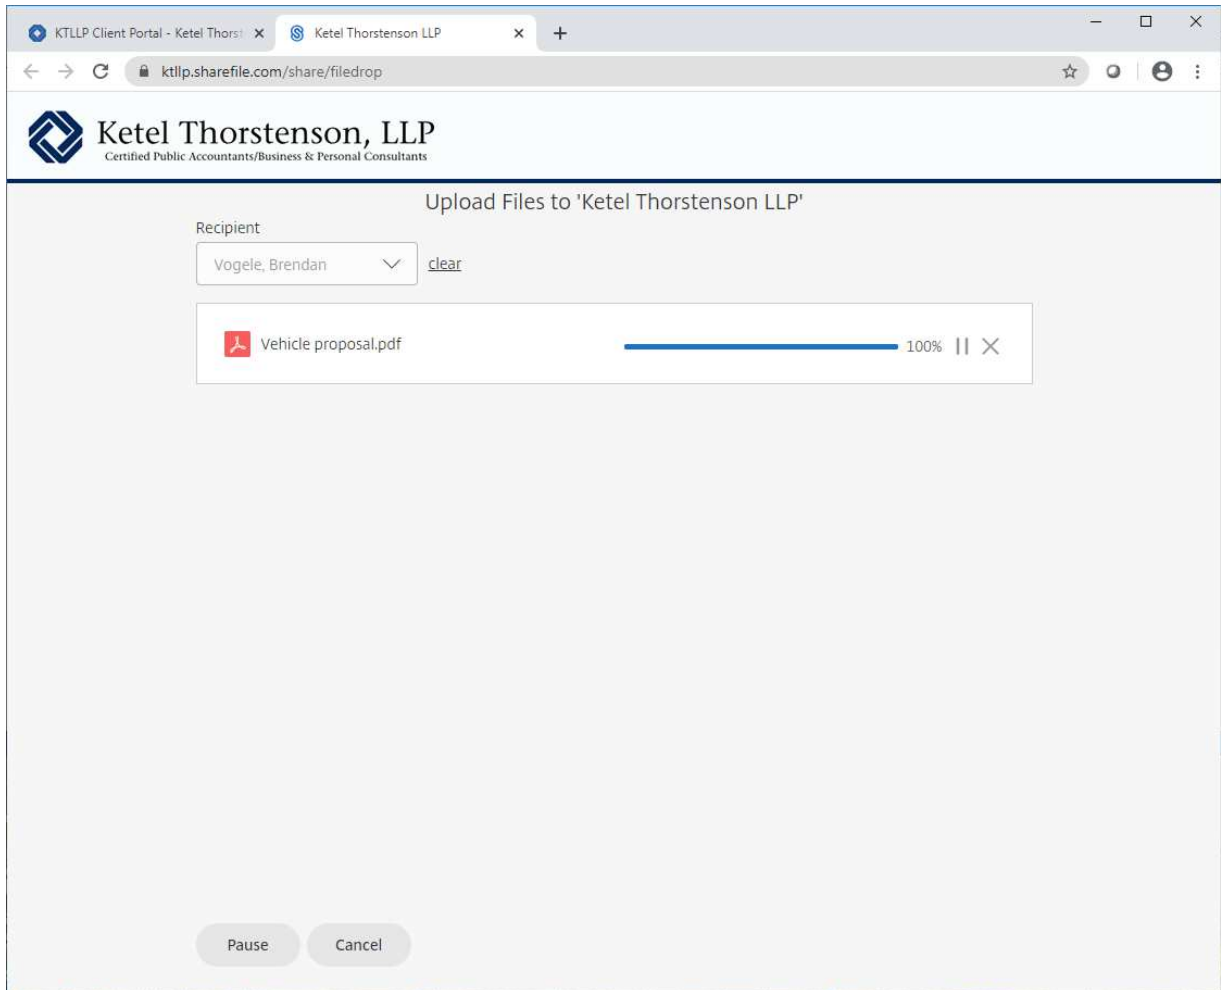 KTLLP Client Portal - Ketel Thorst
Ketel Thorstenson LLP
ktllp.sharefile.com/share/filedrop
Ketel Thorstenson, LLP
Certified Public Accountants/Business & Personal Consultants
Upload Files to 'Ketel Thorstenson LLP'
Recipient
Vogele, Brendan
clear
Vehicle proposal.pdf
100%
Pause
Cancel